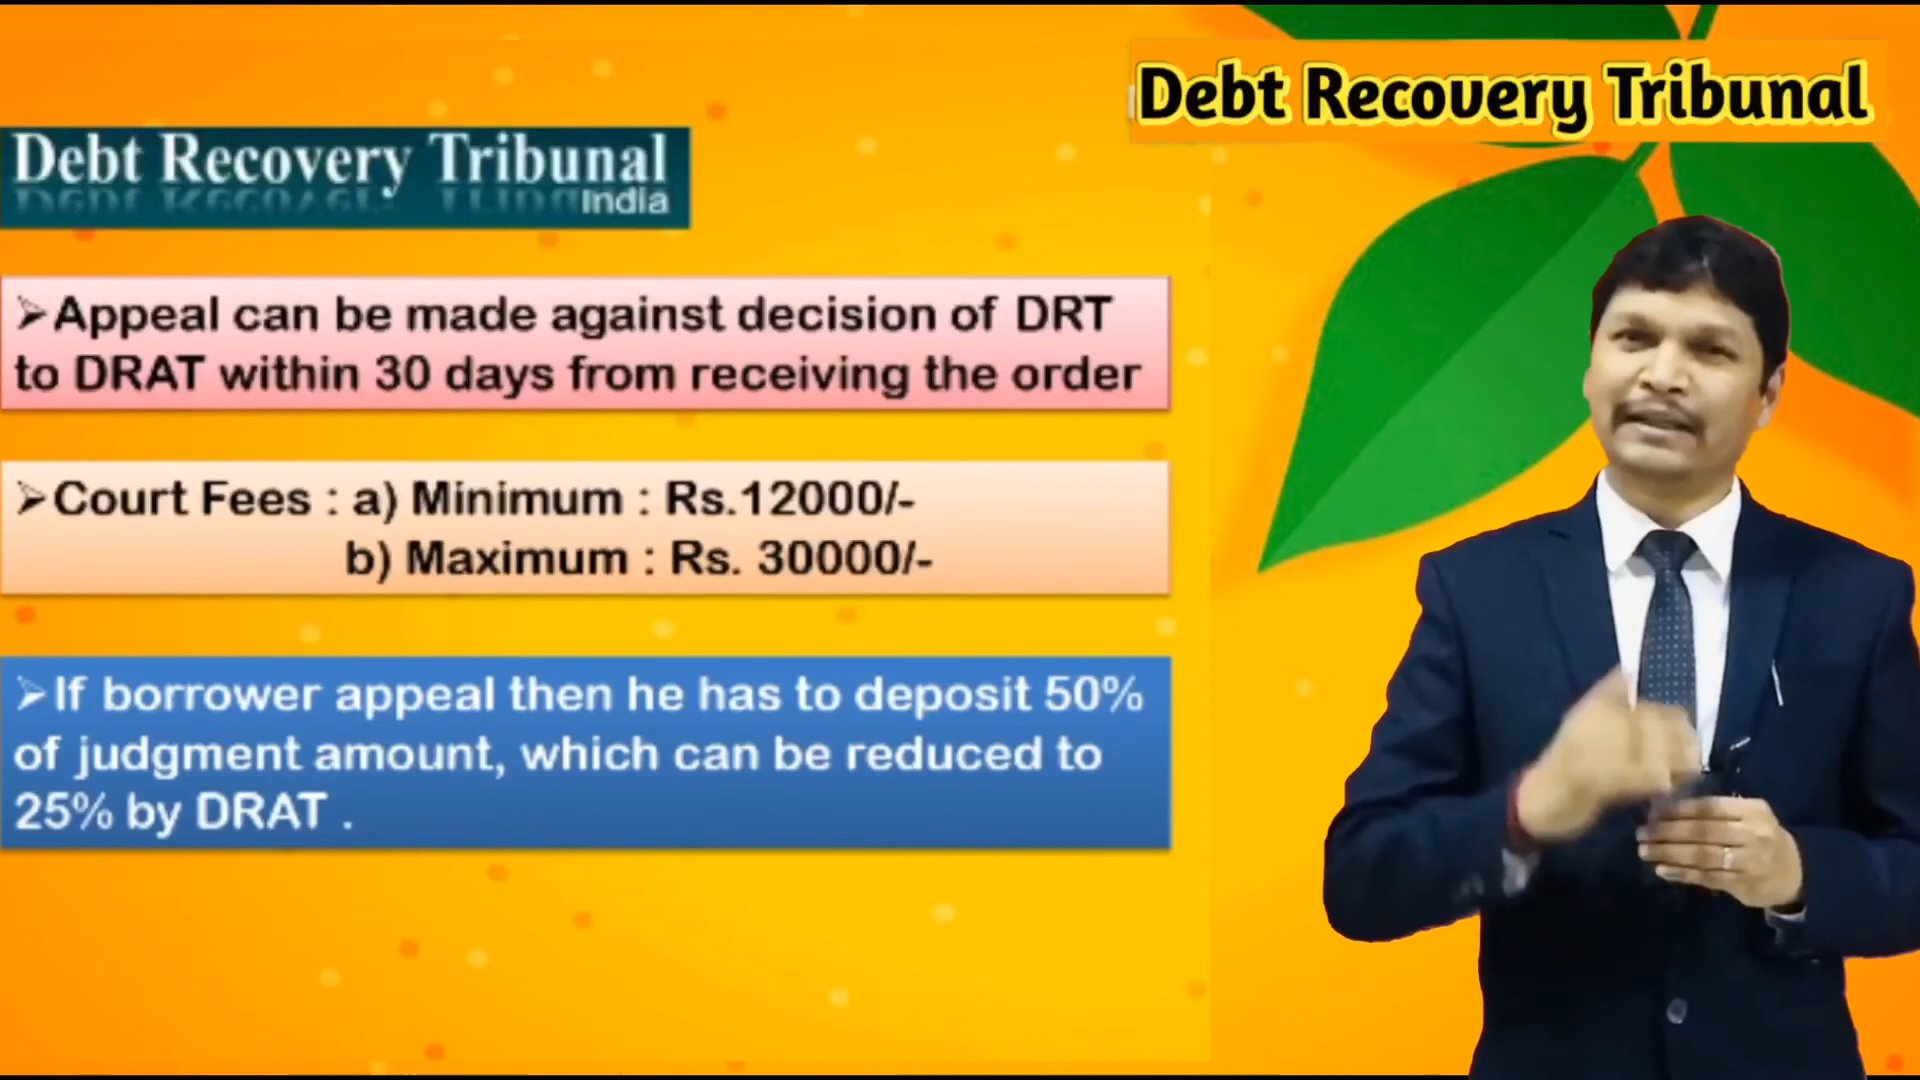 Debt Recovery Tribunal
Debt Recovery Tribunal
India
➢Appeal can be made against decision of DRT
to DRAT within 30 days from receiving the order
➢Court Fees : a) Minimum : Rs.12000/-
b) Maximum : Rs. 30000/-
➢If borrower appeal then he has to deposit 50%
of judgment amount, which can be reduced to
25% by DRAT .